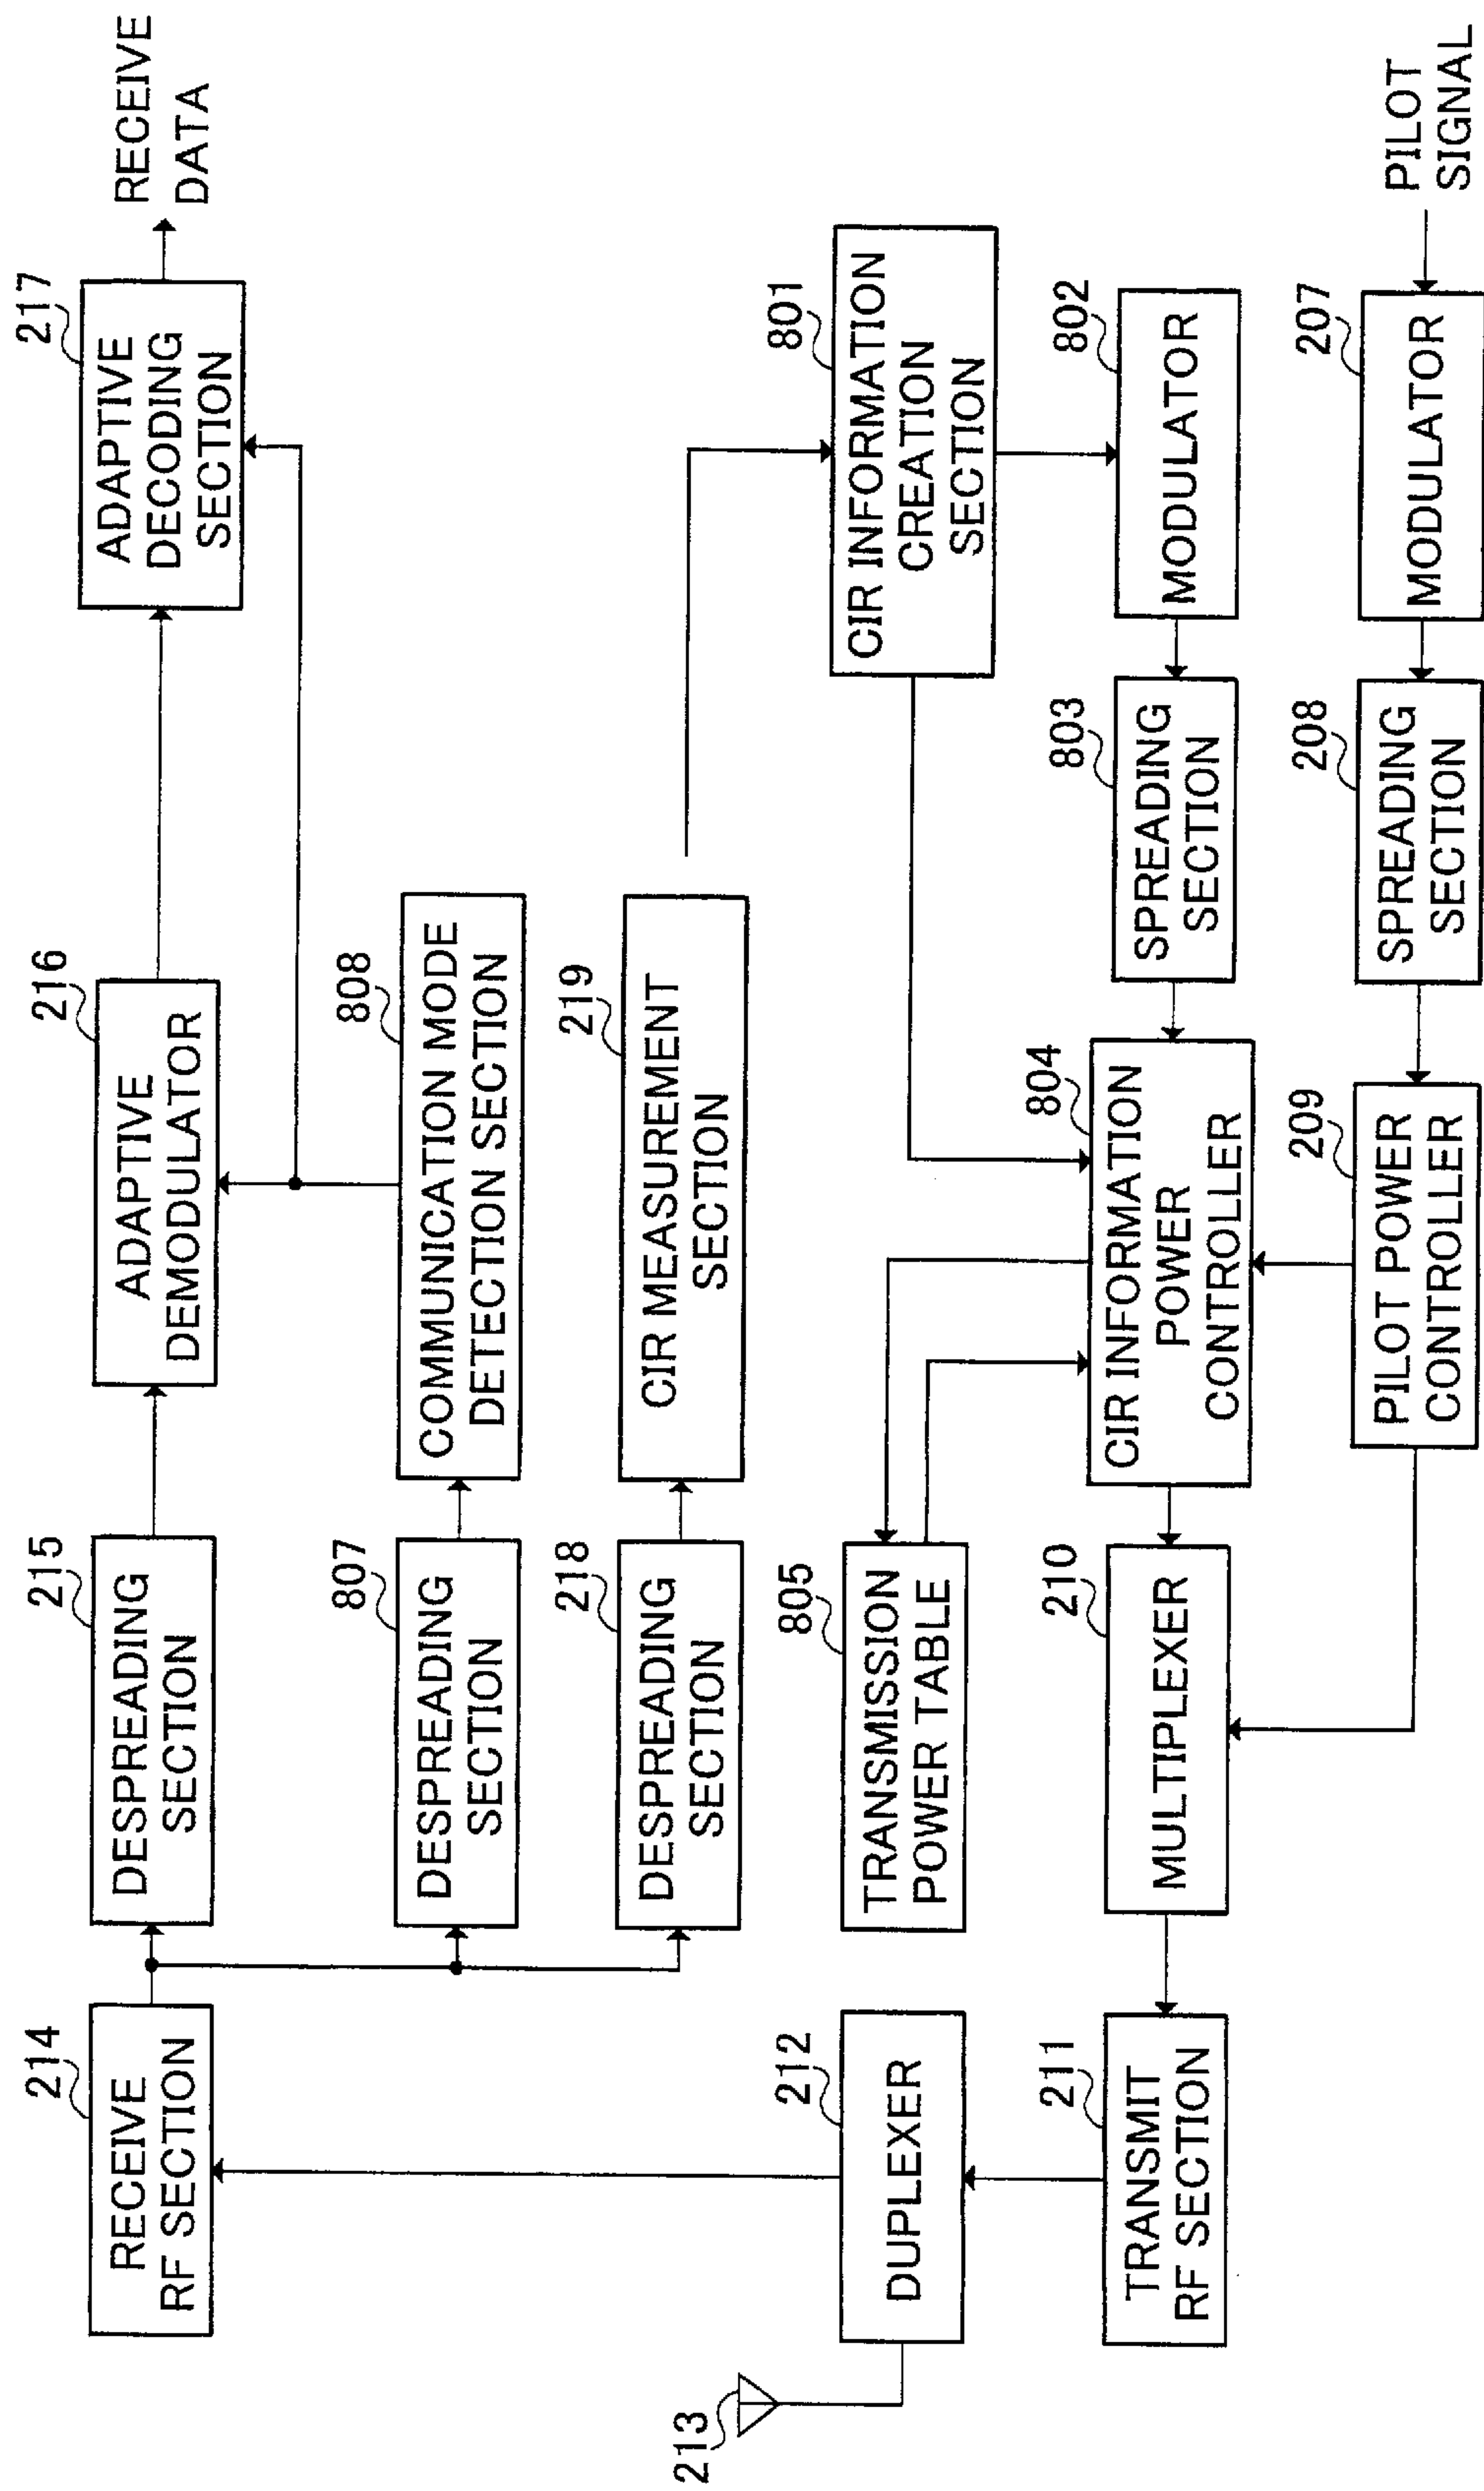 214
RECEIVE
RF SECTION
215
DESPREADING
SECTION
216
ADAPTIVE
DEMODULATOR
217
ADAPTIVE
DECODING
SECTION
RECEIVE
DATA
807
DESPREADING
SECTION
808
COMMUNICATION MODE
DETECTION SECTION
218
DESPREADING
SECTION
219
CIR MEASUREMENT
SECTION
213
212
DUPLEXER
805
TRANSMISSION
POWER TABLE
801
CIR INFORMATION
CREATION
SECTION
211
TRANSMIT
RF SECTION
210
MULTIPLEXER
804
CIR INFORMATION
POWER
CONTROLLER
803
SPREADING
SECTION
802
MODULATOR
209
PILOT POWER
CONTROLLER
208
SPREADING
SECTION
207
MODULATOR
PILOT
SIGNAL